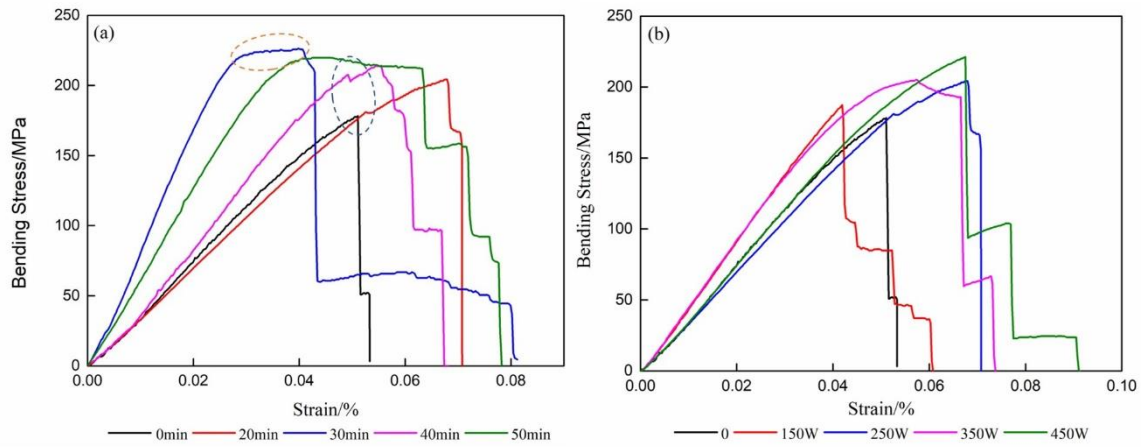 (a)
Bending Stress/MPa
250
200
150
100
50
0
0.00 0.02 0.04 0.06 0.08
Strain/%
0min 20min 30min 40min 50min
(b)
Bending Stress/MPa
250
200
150
100
50
0
0.00 0.02 0.04 0.06 0.08 0.10
Strain/%
0 150W 250W 350W 450W